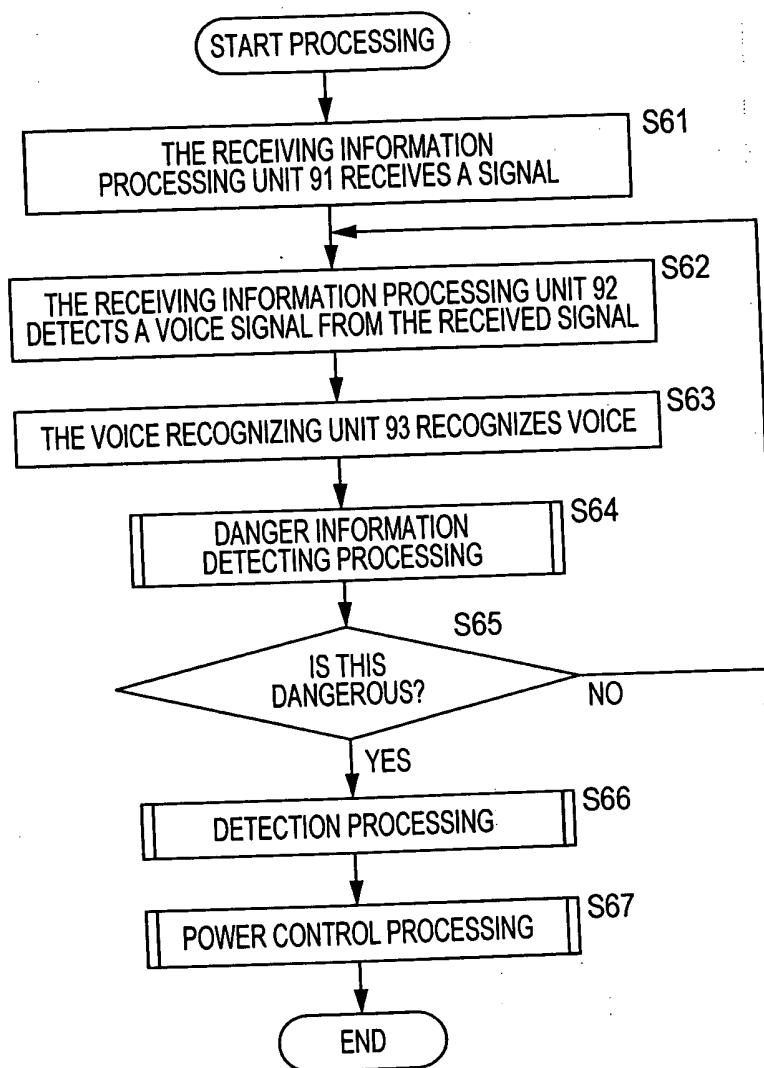 START PROCESSING
S61
THE RECEIVING INFORMATION
PROCESSING UNIT 91 RECEIVES A SIGNAL
S62
THE RECEIVING INFORMATION PROCESSING UNIT 92
DETECTS A VOICE SIGNAL FROM THE RECEIVED SIGNAL
S63
THE VOICE RECOGNIZING UNIT 93 RECOGNIZES VOICE
S64
DANGER INFORMATION
DETECTING PROCESSING
S65
IS THIS
DANGEROUS?
NO
YES
S66
DETECTION PROCESSING
S67
POWER CONTROL PROCESSING
END